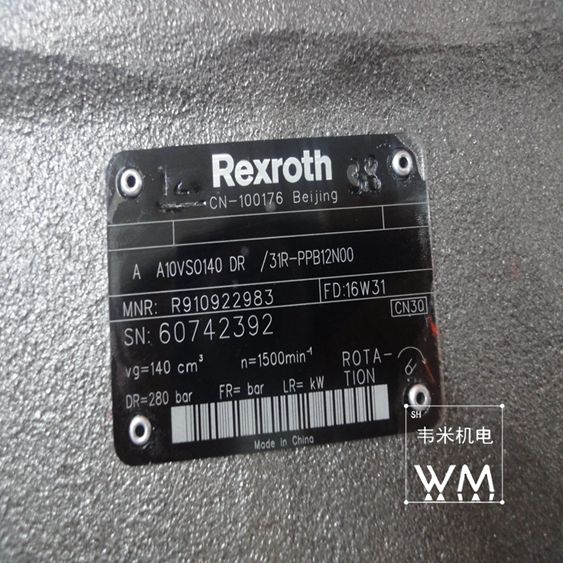 Rexroth
CN-100176 Beijing
A A10VSO140 DR /31R-PPB12N00
MNR: R910922983 FD:16W31
SN: 60742392 CN30
vg=140 cm³ n=1500min⁻¹ ROTA-
TION
DR=280 bar FR= bar LR= kW
Made in China
SH
韦米机电
WM